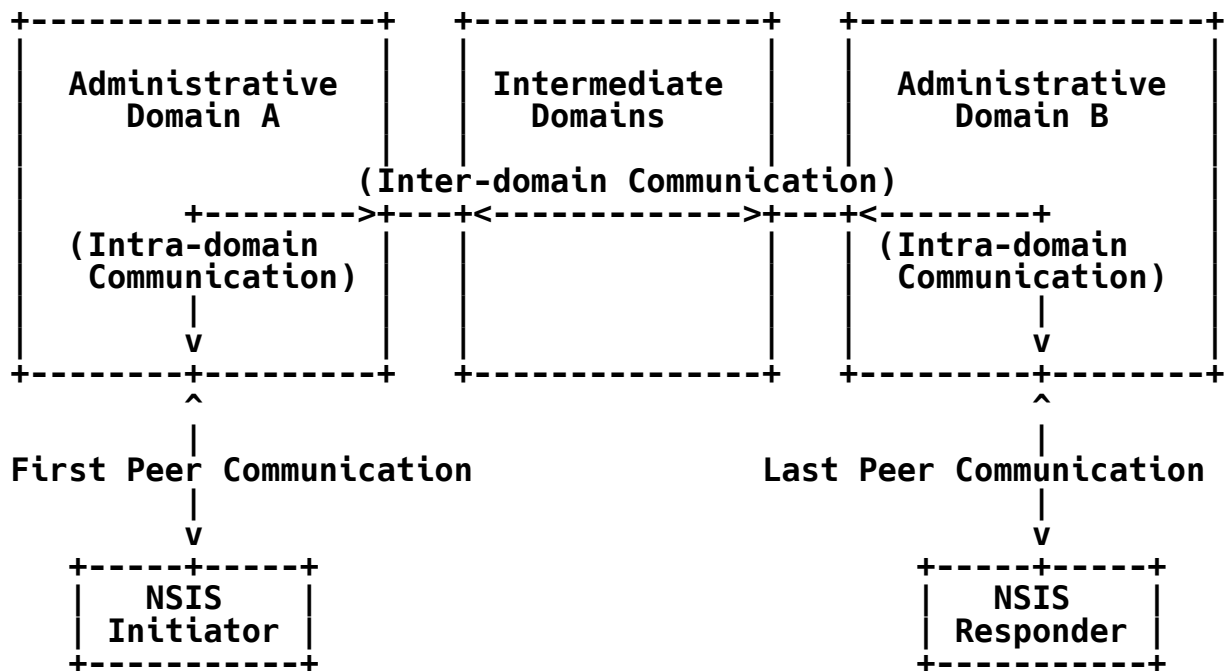 +------------------+   +---------------+   +------------------+
|                  |   |               |   |                  |
|  Administrative  |   | Intermediate  |   |  Administrative  |
|     Domain A     |   |   Domains     |   |     Domain B     |
|                  |   |               |   |                  |
|                 (Inter-domain Communication)               |
|        +-------->+---+<------------->+---+<--------+       |
|  (Intra-domain   |   |               |   | (Intra-domain    |
|   Communication) |   |               |   |  Communication)  |
|        |         |   |               |   |         |        |
|        v         |   |               |   |         v        |
+--------+---------+   +---------------+   +---------+--------+
         ^                                           ^
         |                                           |
First Peer Communication               Last Peer Communication
         |                                           |
         v                                           v
   +-----+-----+                               +-----+-----+
   |   NSIS    |                               |   NSIS    |
   | Initiator |                               | Responder |
   +-----------+                               +-----------+